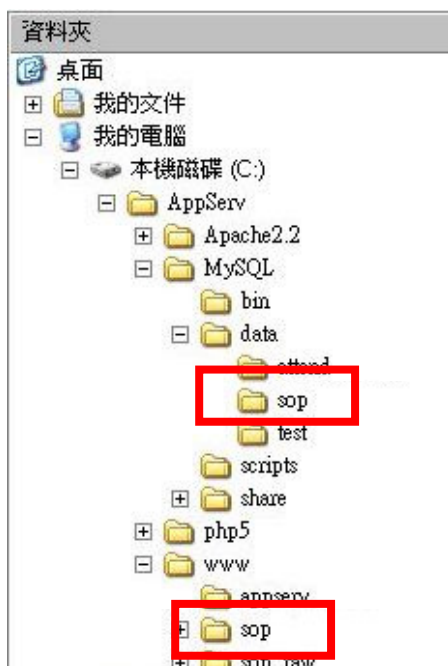 資料夾
桌面
我的文件
我的電腦
本機磁碟 (C:)
AppServ
Apache2.2
MySQL
bin
data
attend
sop
test
scripts
share
php5
www
appserv
sop